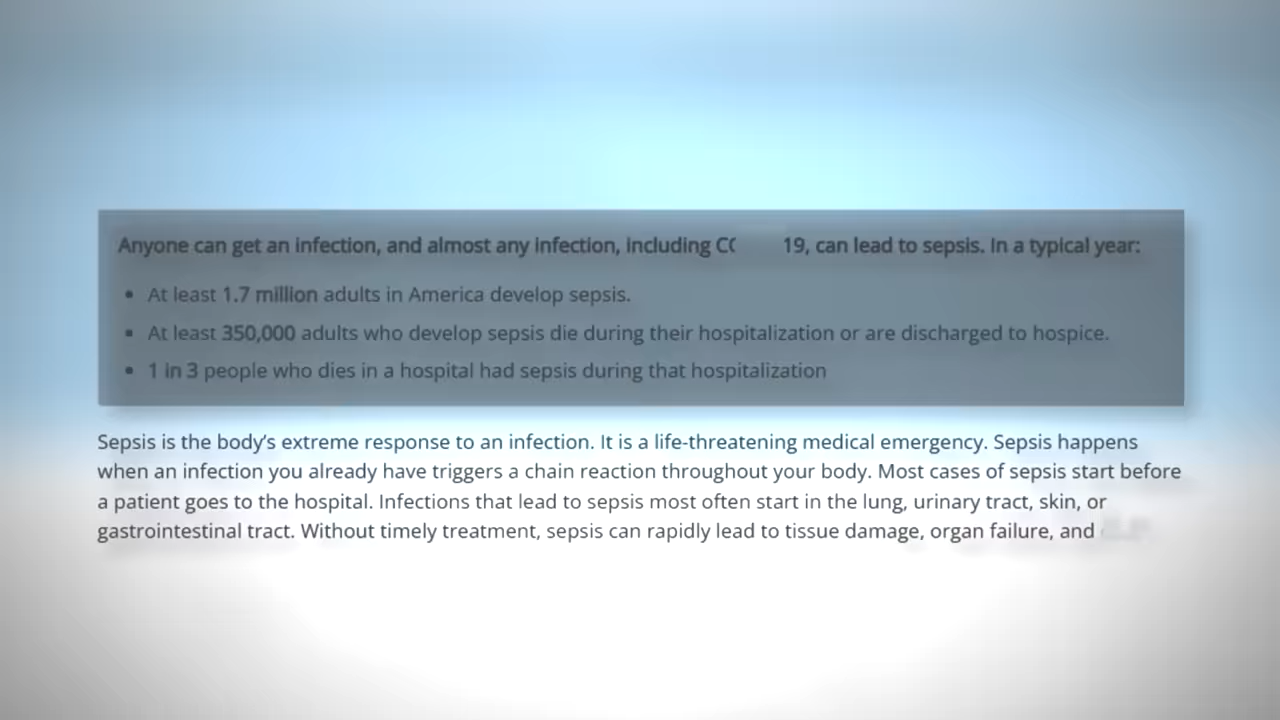 Anyone can get an infection, and almost any infection, including CC 19, can lead to sepsis. In a typical year:
• At least 1.7 million adults in America develop sepsis.
• At least 350,000 adults who develop sepsis die during their hospitalization or are discharged to hospice.
• 1 in 3 people who dies in a hospital had sepsis during that hospitalization
Sepsis is the body’s extreme response to an infection. It is a life-threatening medical emergency. Sepsis happens
when an infection you already have triggers a chain reaction throughout your body. Most cases of sepsis start before
a patient goes to the hospital. Infections that lead to sepsis most often start in the lung, urinary tract, skin, or
gastrointestinal tract. Without timely treatment, sepsis can rapidly lead to tissue damage, organ failure, and